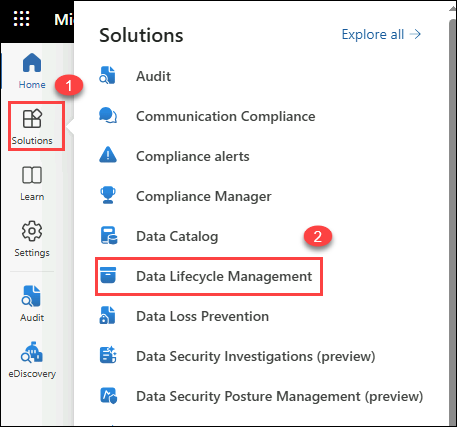 Mi
Solutions
Explore all →
Home
1
Audit
Solutions
Communication Compliance
Compliance alerts
Learn
Compliance Manager
Settings
Data Catalog
2
Data Lifecycle Management
Audit
Data Loss Prevention
eDiscovery
Data Security Investigations (preview)
Data Security Posture Management (preview)